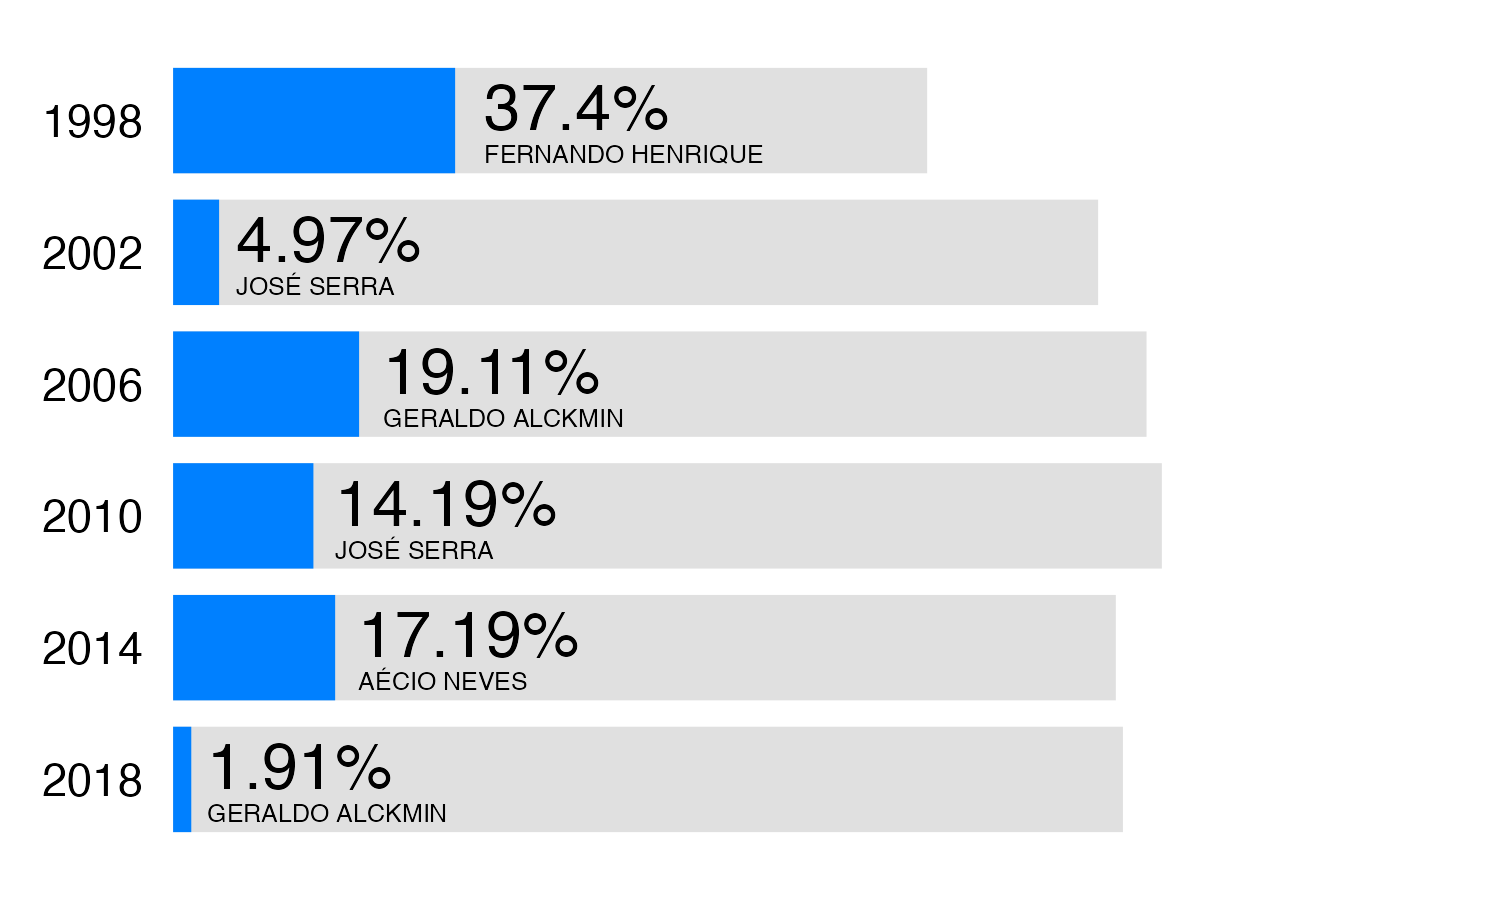 1998
37.4%
FERNANDO HENRIQUE
2002
4.97%
JOSÉ SERRA
2006
19.11%
GERALDO ALCKMIN
2010
14.19%
JOSÉ SERRA
2014
17.19%
AÉCIO NEVES
2018
1.91%
GERALDO ALCKMIN